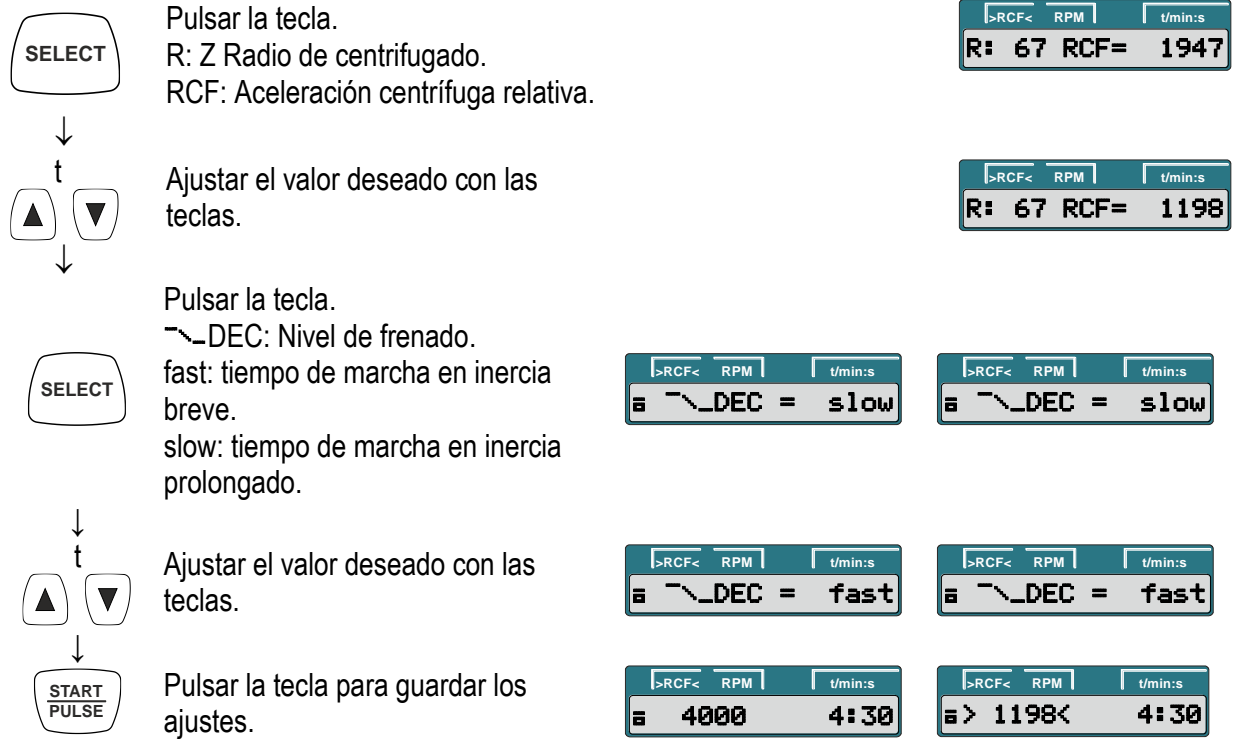 SELECT
Pulsar la tecla.
R: Z Radio de centrifugado.
RCF: Aceleración centrífuga relativa.
>RCF< RPM t/min:s
R: 67 RCF= 1947
↓
t
▲ ▼
Ajustar el valor deseado con las
teclas.
>RCF< RPM t/min:s
R: 67 RCF= 1198
↓
SELECT
Pulsar la tecla.
DEC: Nivel de frenado.
fast: tiempo de marcha en inercia
breve.
slow: tiempo de marcha en inercia
prolongado.
>RCF< RPM t/min:s
DEC = slow
>RCF< RPM t/min:s
DEC = slow
↓
t
▲ ▼
Ajustar el valor deseado con las
teclas.
>RCF< RPM t/min:s
DEC = fast
>RCF< RPM t/min:s
DEC = fast
↓
START
PULSE
Pulsar la tecla para guardar los
ajustes.
>RCF< RPM t/min:s
4000 4:30
>RCF< RPM t/min:s
> 1198< 4:30